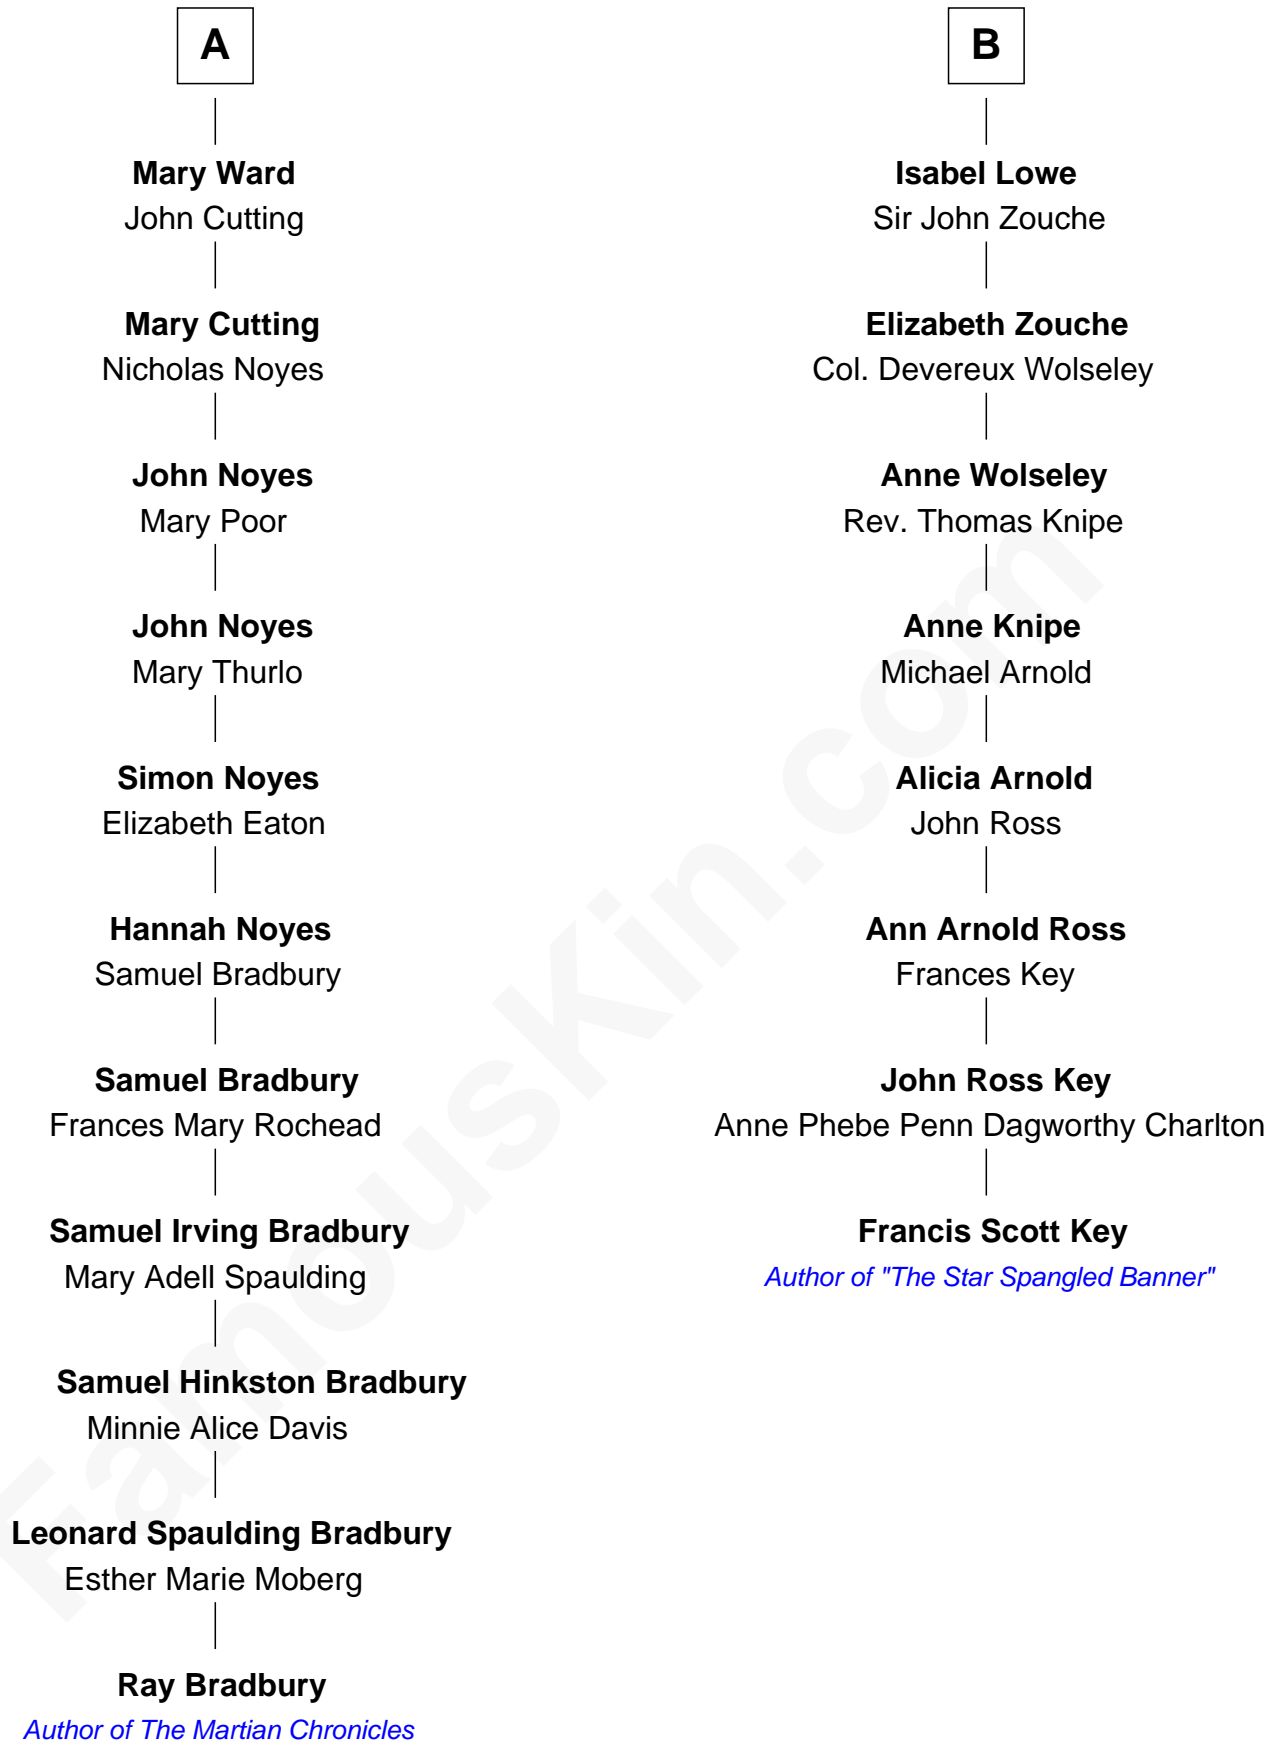 A
Mary Ward
John Cutting
Mary Cutting
Nicholas Noyes
John Noyes
Mary Poor
John Noyes
Mary Thurlo
Simon Noyes
Elizabeth Eaton
Hannah Noyes
Samuel Bradbury
Samuel Bradbury
Frances Mary Rochead
Samuel Irving Bradbury
Mary Adell Spaulding
Samuel Hinkston Bradbury
Minnie Alice Davis
Leonard Spaulding Bradbury
Esther Marie Moberg
Ray Bradbury
Author of The Martian Chronicles
B
Isabel Lowe
Sir John Zouche
Elizabeth Zouche
Col. Devereux Wolseley
Anne Wolseley
Rev. Thomas Knipe
Anne Knipe
Michael Arnold
Alicia Arnold
John Ross
Ann Arnold Ross
Frances Key
John Ross Key
Anne Phebe Penn Dagworthy Charlton
Francis Scott Key
Author of "The Star Spangled Banner"
FamousKin.com